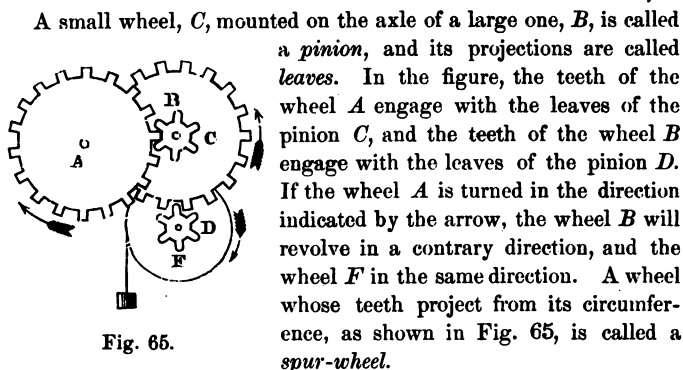 A small wheel, C, mounted on the axle of a large one, B, is called
a pinion, and its projections are called
leaves. In the figure, the teeth of the
wheel A engage with the leaves of the
pinion C, and the teeth of the wheel B
engage with the leaves of the pinion D.
If the wheel A is turned in the direction
indicated by the arrow, the wheel B will
revolve in a contrary direction, and the
wheel F in the same direction. A wheel
whose teeth project from its circumfer-
ence, as shown in Fig. 65, is called a
spur-wheel.
B
C
A
D
F
Fig. 65.